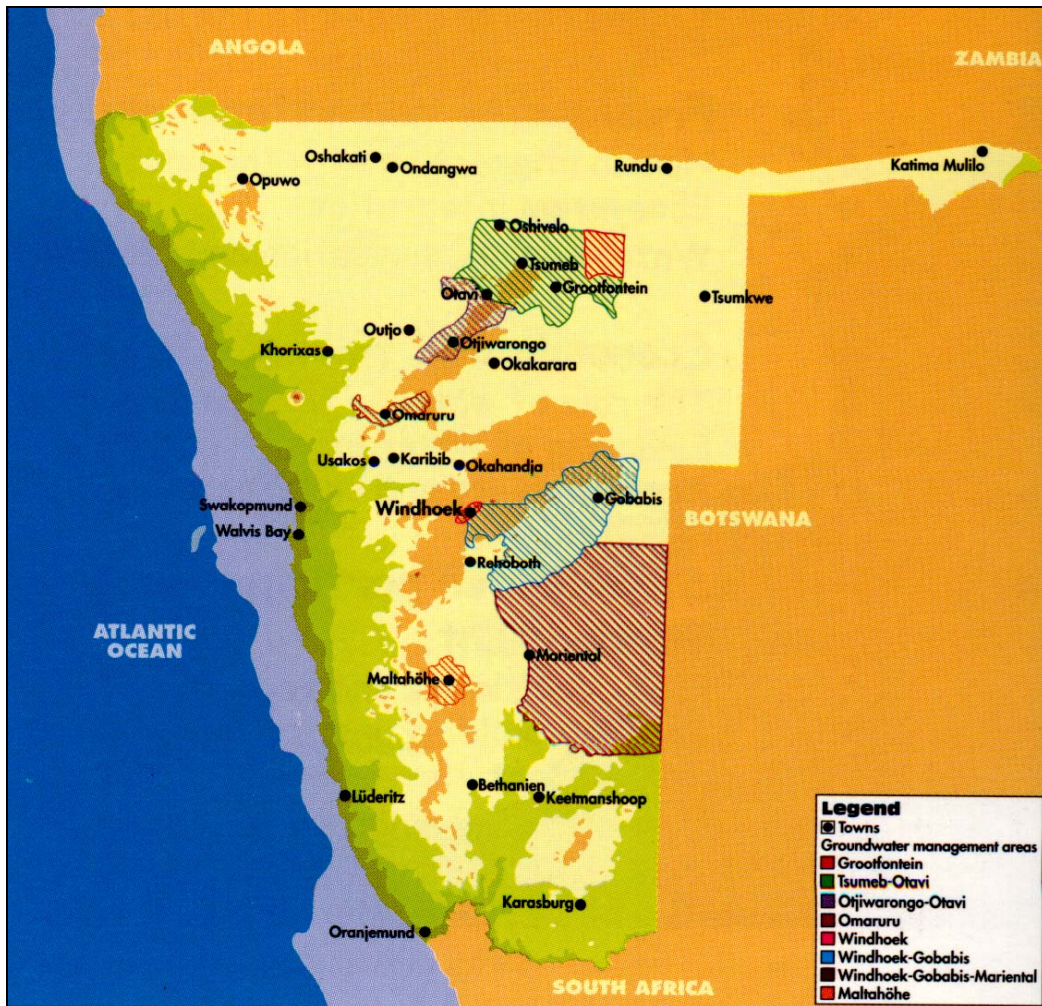 ANGOLA
ZAMBIA
Oshakati
Ondangwa
Rundu
Katima Mulilo
Opuwo
Oshivelo
Tsumeb
Grootfontein
Otavi
Tsumkwe
Outjo
Otjiwarongo
Khorixas
Okakarara
Omaruru
Usakos
Karibib
Okahandja
Gobabis
Swakopmund
Windhoek
BOTSWANA
Walvis Bay
Rehoboth
ATLANTIC
OCEAN
Mariental
Maltahöhe
Bethanien
Lüderitz
Keetmanshoop
Karasburg
Oranjemund
SOUTH AFRICA
Legend
Towns
Groundwater management areas
Grootfontein
Tsumeb-Otavi
Otjiwarongo-Otavi
Omaruru
Windhoek
Windhoek-Gobabis
Windhoek-Gobabis-Mariental
Maltahöhe